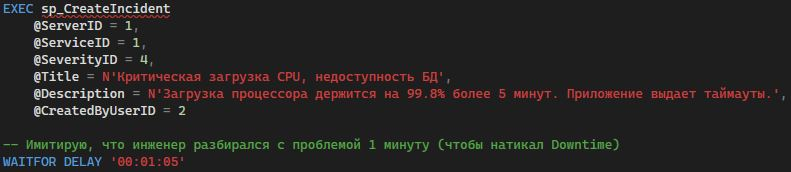 EXEC sp_CreateIncident
@ServerID = 1,
@ServiceID = 1,
@SeverityID = 4,
@Title = N'Критическая загрузка CPU, недоступность БД',
@Description = N'Загрузка процессора держится на 99.8% более 5 минут. Приложение выдает таймауты.',
@CreatedByUserID = 2
-- Имитирую, что инженер разбирался с проблемой 1 минуту (чтобы натикал Downtime)
WAITFOR DELAY '00:01:05'